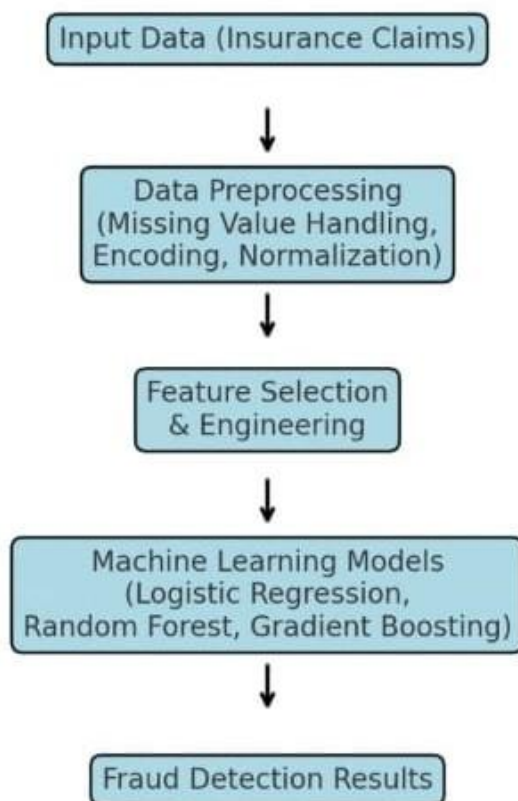 Input Data (Insurance Claims)
Data Preprocessing
(Missing Value Handling,
Encoding, Normalization)
Feature Selection
& Engineering
Machine Learning Models
(Logistic Regression,
Random Forest, Gradient Boosting)
Fraud Detection Results